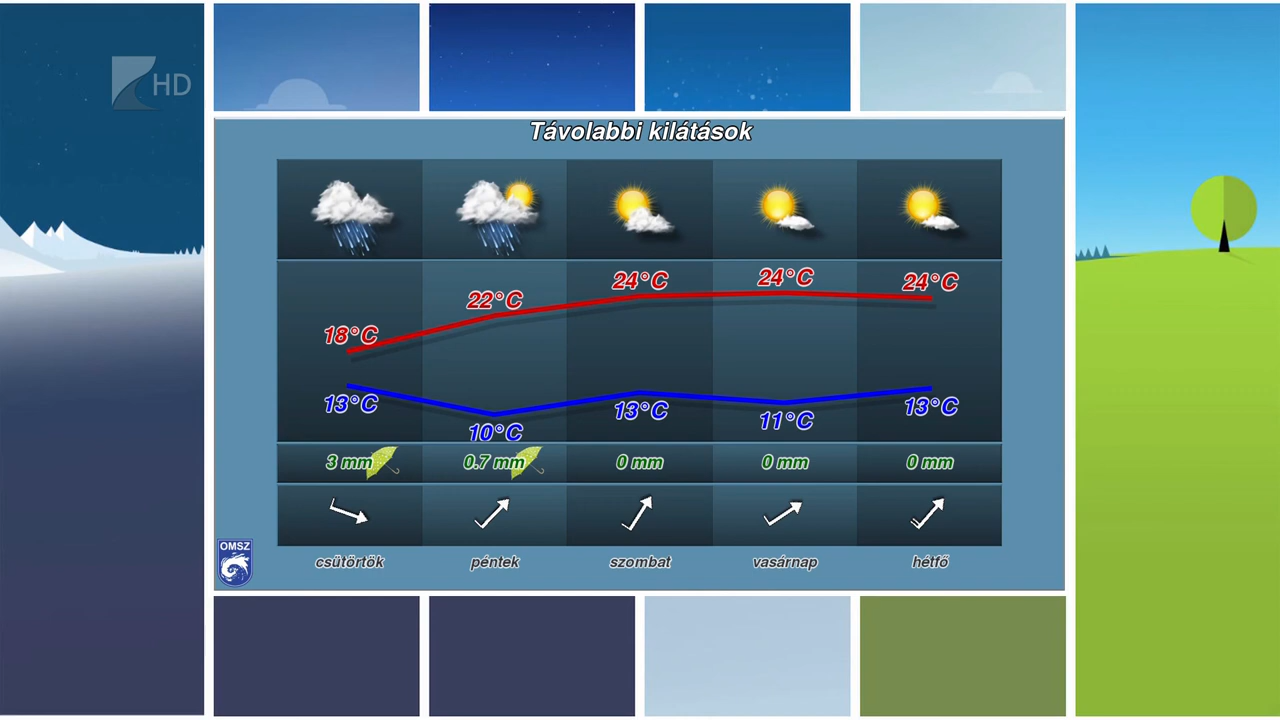 HD
Távolabbi kilátások
18°C 22°C 24°C 24°C 24°C
13°C 10°C 13°C 11°C 13°C
3 mm 0.7 mm 0 mm 0 mm 0 mm
OMSZ
csütörtök péntek szombat vasárnap hétfő